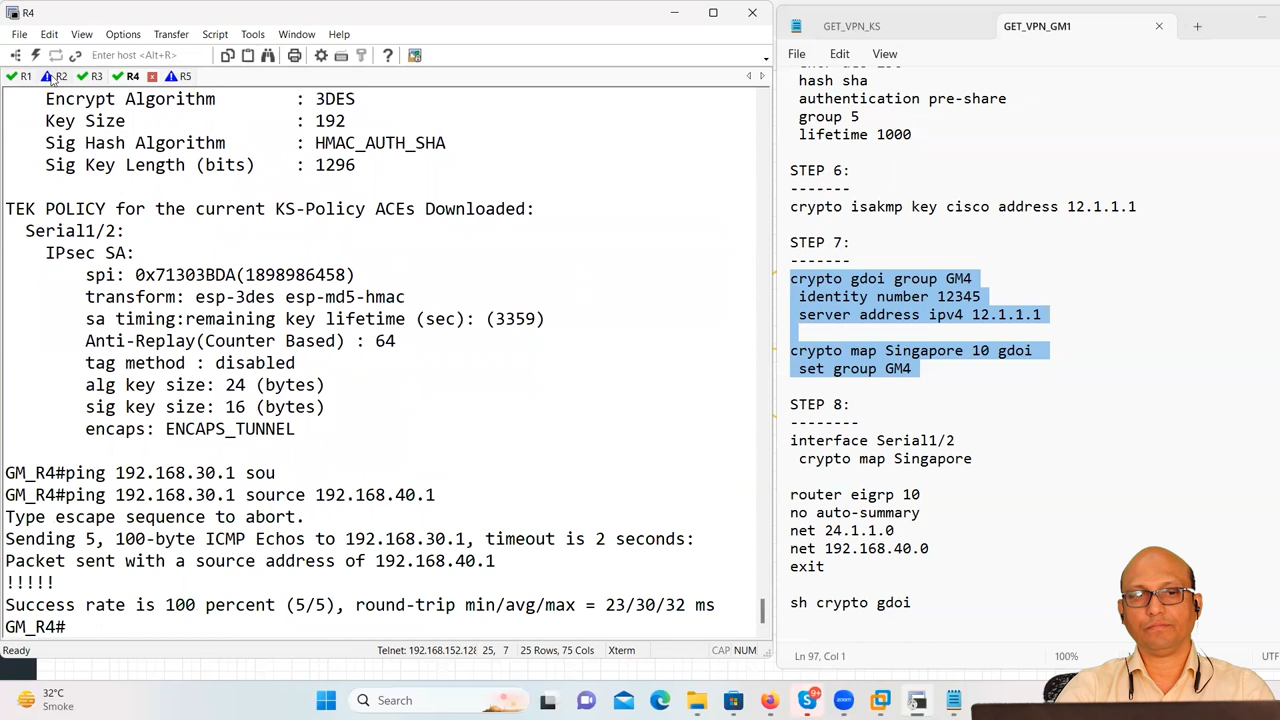 R4
File Edit View Options Transfer Script Tools Window Help
Enter host <Alt+R>
R1 R2 R3 R4 R5
Encrypt Algorithm : 3DES
Key Size : 192
Sig Hash Algorithm : HMAC_AUTH_SHA
Sig Key Length (bits) : 1296
TEK POLICY for the current KS-Policy ACEs Downloaded:
Serial1/2:
IPsec SA:
spi: 0x71303BDA(1898986458)
transform: esp-3des esp-md5-hmac
sa timing:remaining key lifetime (sec): (3359)
Anti-Replay(Counter Based) : 64
tag method : disabled
alg key size: 24 (bytes)
sig key size: 16 (bytes)
encaps: ENCAPS_TUNNEL
GM_R4#ping 192.168.30.1 sou
GM_R4#ping 192.168.30.1 source 192.168.40.1
Type escape sequence to abort.
Sending 5, 100-byte ICMP Echos to 192.168.30.1, timeout is 2 seconds:
Packet sent with a source address of 192.168.40.1
!!!!!
Success rate is 100 percent (5/5), round-trip min/avg/max = 23/30/32 ms
GM_R4#
Ready Telnet: 192.168.152.128 25, 7 25 Rows, 75 Cols Xterm CAP NUM
GET_VPN_KS GET_VPN_GM1
File Edit View
hash sha
authentication pre-share
group 5
lifetime 1000
STEP 6:
-------
crypto isakmp key cisco address 12.1.1.1
STEP 7:
-------
crypto gdoi group GM4
identity number 12345
server address ipv4 12.1.1.1
crypto map Singapore 10 gdoi
set group GM4
STEP 8:
--------
interface Serial1/2
crypto map Singapore
router eigrp 10
no auto-summary
net 24.1.1.0
net 192.168.40.0
exit
sh crypto gdoi
Ln 97, Col 1 100%
32°C
Smoke
Search
9+
zoom